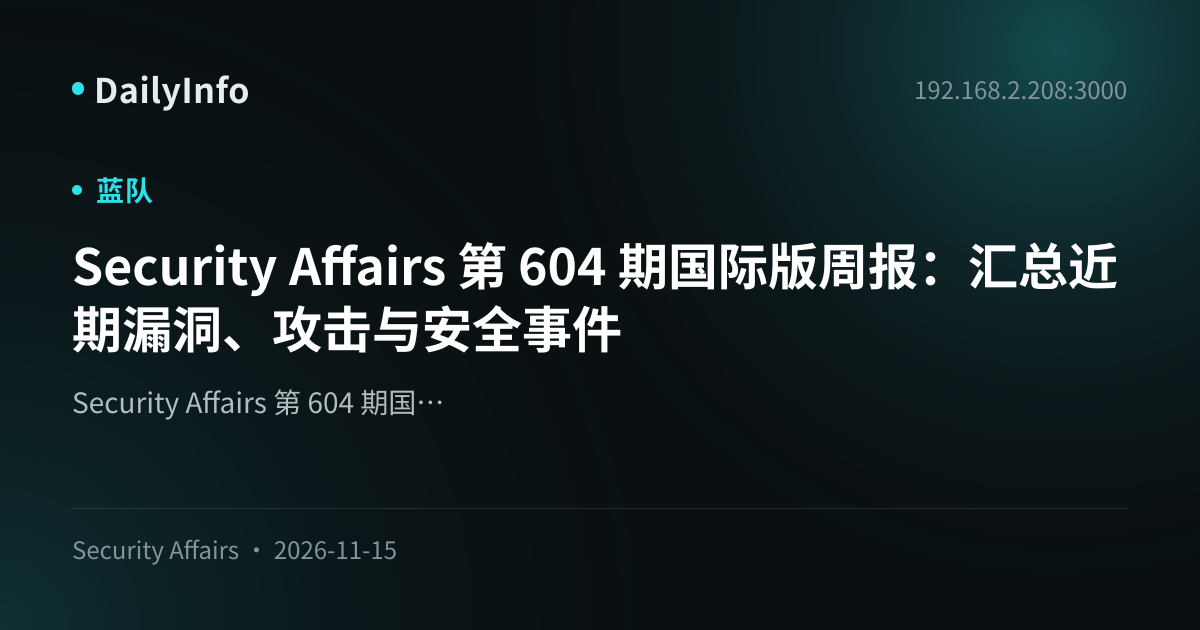 DailyInfo
192.168.2.208:3000
蓝队
Security Affairs 第 604 期国际版周报：汇总近
期漏洞、攻击与安全事件
Security Affairs 第 604 期国…
Security Affairs · 2026-11-15